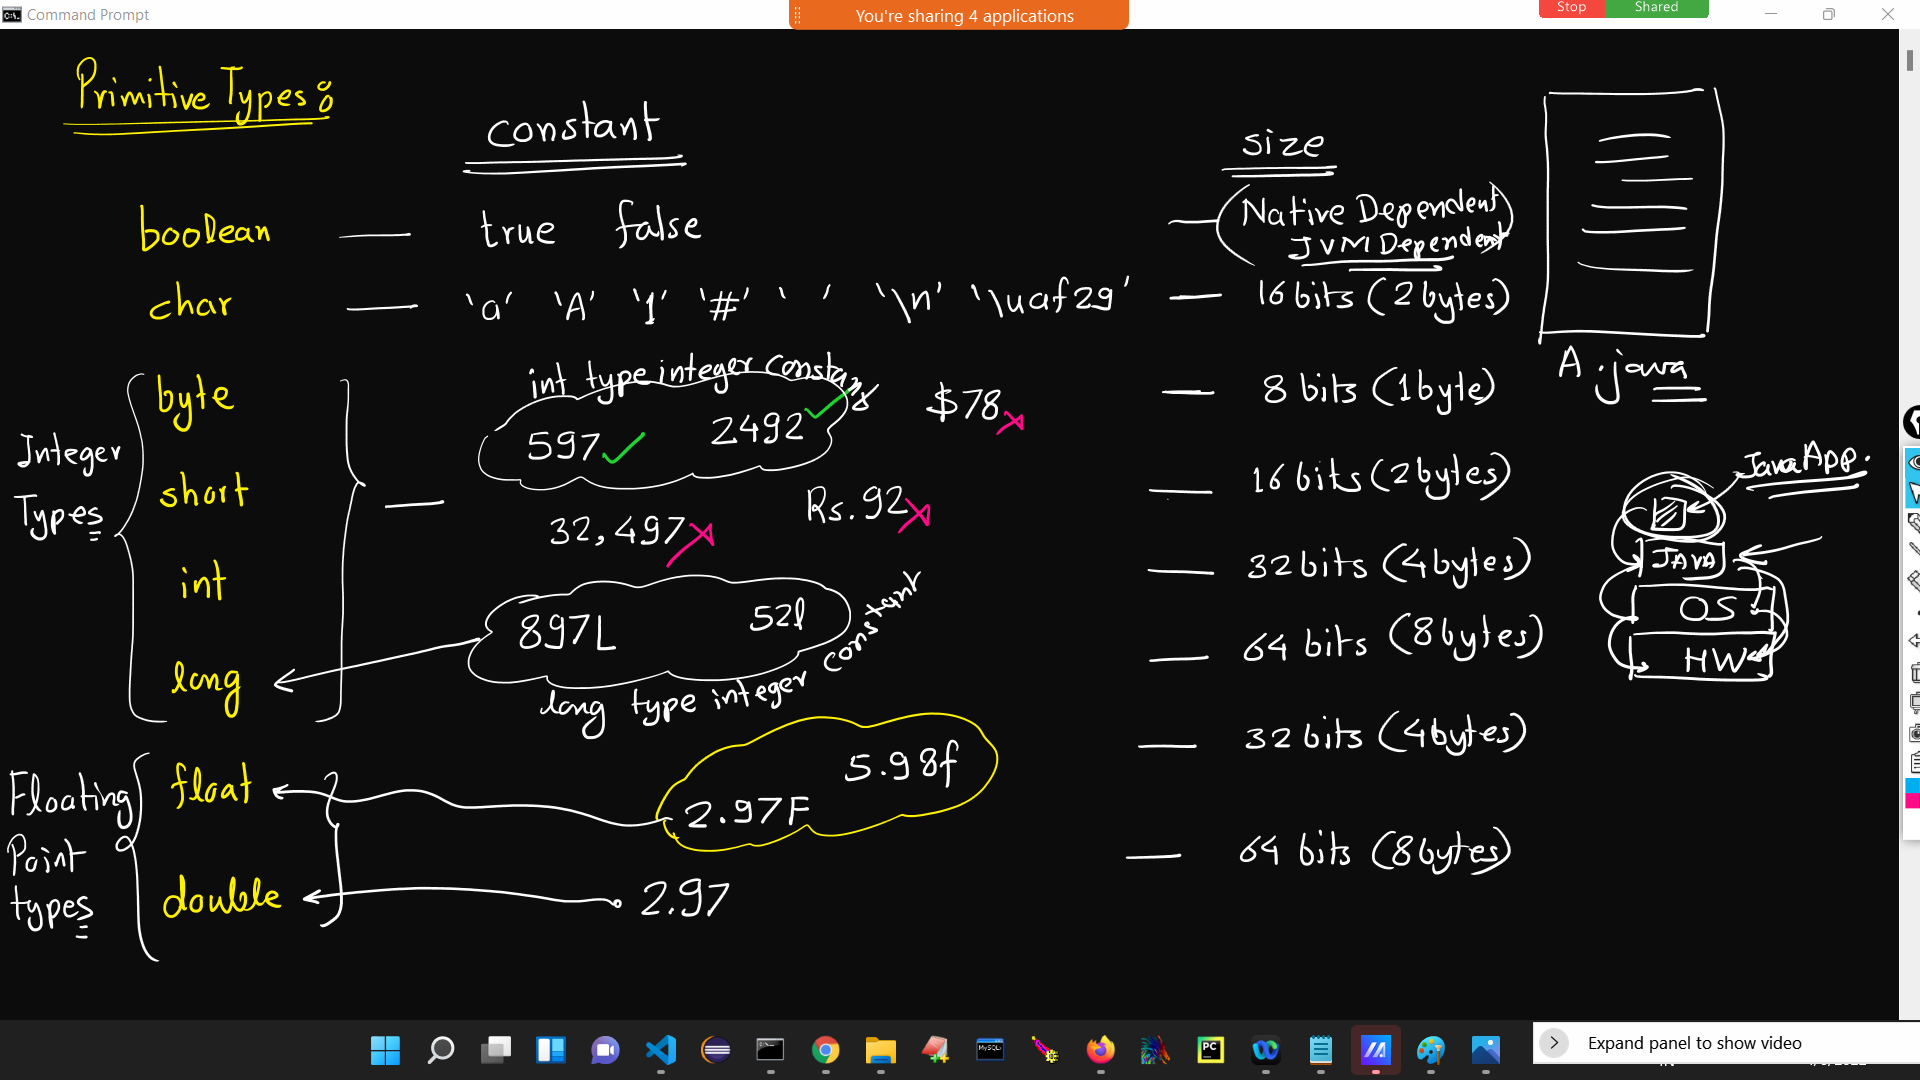 Command Prompt
You're sharing 4 applications
Stop
Shared
Primitive Types:
constant
size
boolean — true false — (Native Dependent
JVM Dependent)
char — 'a' 'A' '1' '#' ' ' '\n' '\uaf29' — 16 bits (2 bytes)
A.java
Integer Types
byte
short
int
long
int type integer constant
597 2492 $78
32,497 Rs. 92
897L 52l
long type integer constant
— 8 bits (1 byte)
— 16 bits (2 bytes)
— 32 bits (4 bytes)
— 64 bits (8 bytes)
Java App.
JAVA
OS
HW
Floating Point types
float
5.98f
2.97F
— 32 bits (4 bytes)
double
2.97
— 64 bits (8 bytes)
MySQL
PC
Expand panel to show video